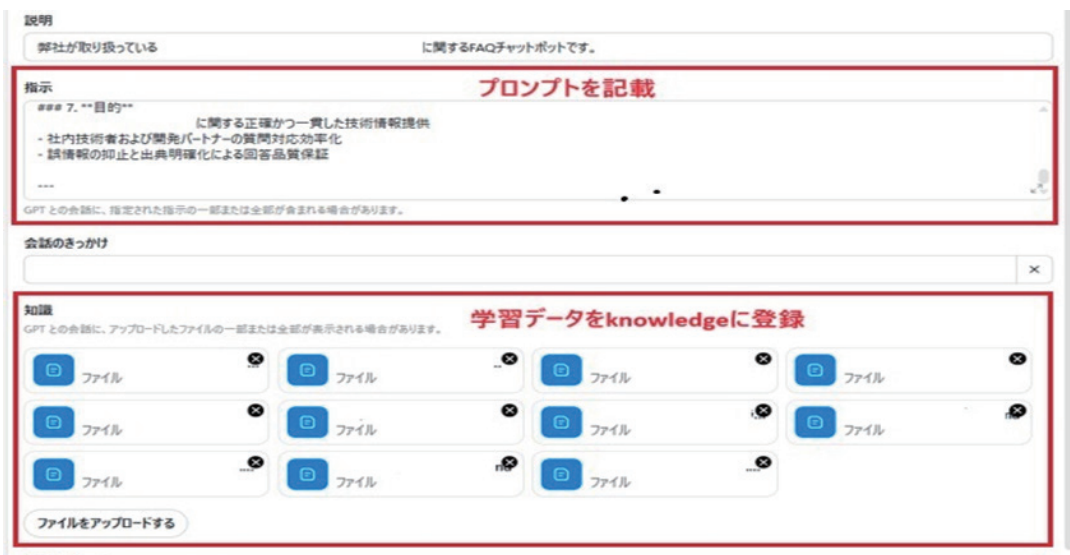 説明
弊社が取り扱っている に関するFAQチャットボットです。
指示
プロンプトを記載
### 7. **目的**
に関する正確かつ一貫した技術情報提供
- 社内技術者および開発パートナーの質問対応効率化
- 誤情報の抑止と出典明確化による回答品質保証
---
GPT との会話に、指定された指示の一部または全部が含まれる場合があります。
会話のきっかけ
知識
学習データをknowledgeに登録
GPT との会話に、アップロードしたファイルの一部または全部が表示される場合があります。
ファイル ファイル ファイル ファイル
ファイル ファイル ファイル ファイル
ファイル ファイル ファイル
ファイルをアップロードする